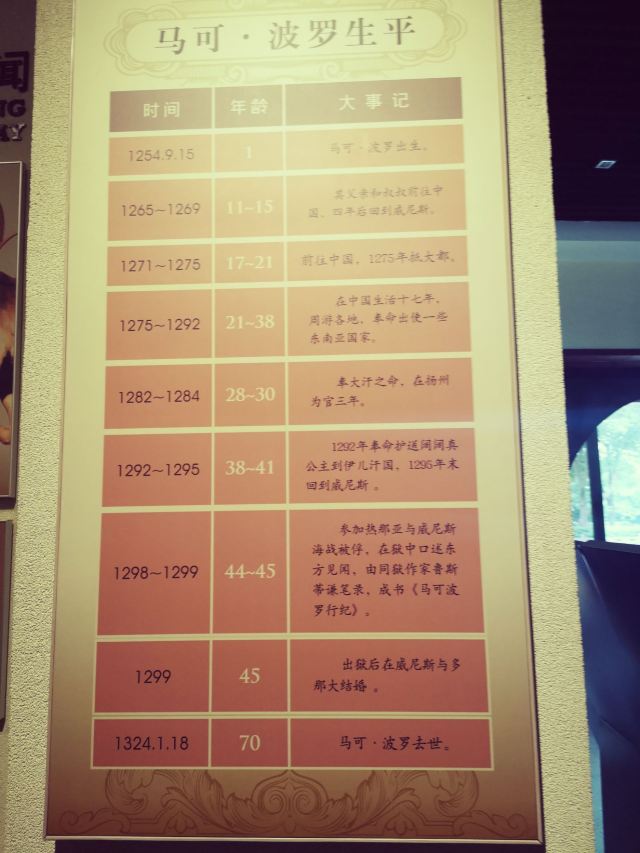 马可·波罗生平
闻
NG
KY
时间 年龄 大事记
1254.9.15 1 马可·波罗出生。
1265~1269 11~15 其父亲和叔叔前往中
国，四年后回到威尼斯。
1271~1275 17~21 前往中国，1275年抵大都。
1275~1292 21~38 在中国生活十七年，
周游各地，奉命出使一些
东南亚国家。
1282~1284 28~30 奉大汗之命，在扬州
为官三年。
1292~1295 38~41 1292年奉命护送阔阔真
公主到伊儿汗国，1295年末
回到威尼斯。
1298~1299 44~45 参加热那亚与威尼斯
海战被俘，在狱中口述东
方见闻，由同狱作家鲁斯
蒂谦笔录，成书《马可波
罗行纪》。
1299 45 出狱后在威尼斯与多
那大结婚。
1324.1.18 70 马可·波罗去世。